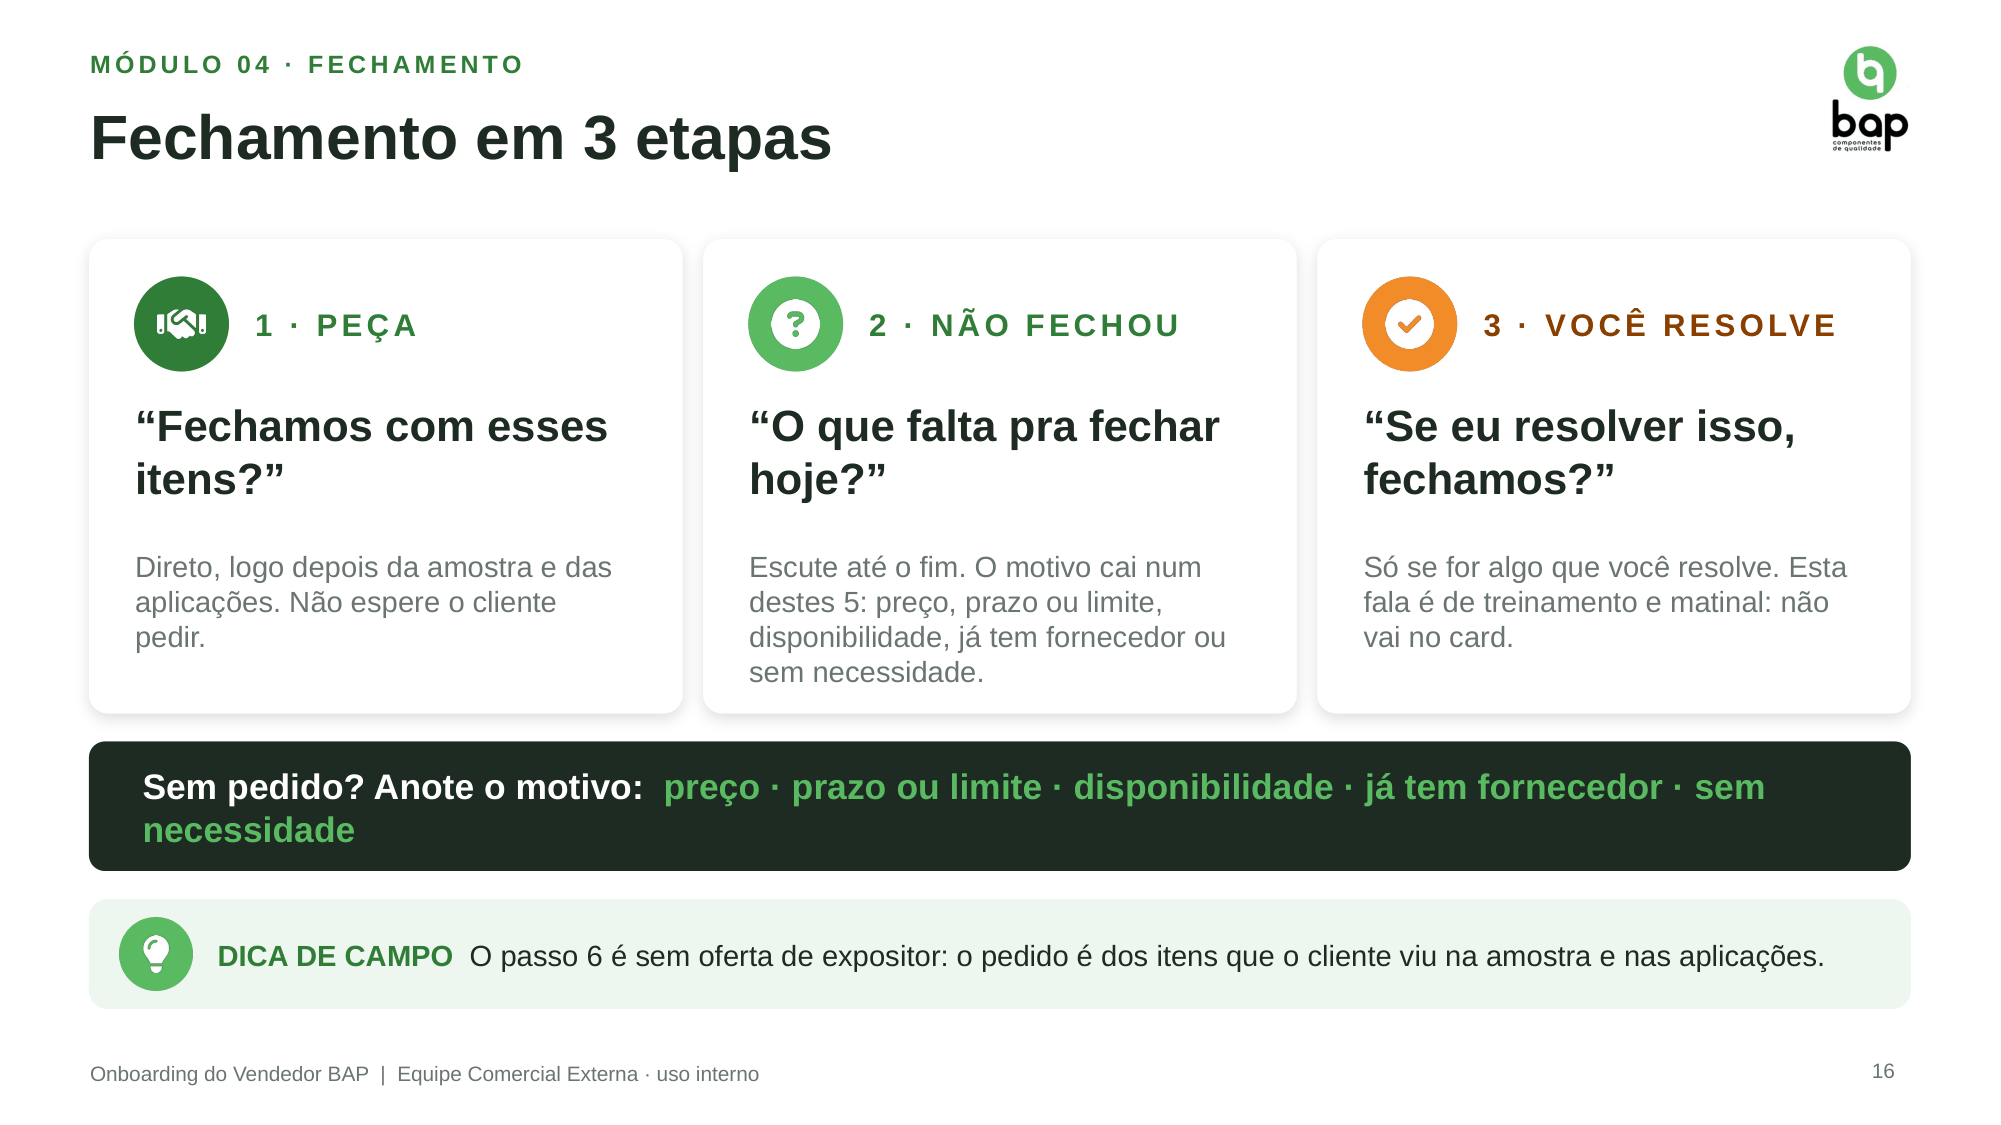 MÓDULO 04 · FECHAMENTO
Fechamento em 3 etapas
bap
componentes
de qualidade
1 · PEÇA
“Fechamos com esses
itens?”
Direto, logo depois da amostra e das
aplicações. Não espere o cliente
pedir.
2 · NÃO FECHOU
“O que falta pra fechar
hoje?”
Escute até o fim. O motivo cai num
destes 5: preço, prazo ou limite,
disponibilidade, já tem fornecedor ou
sem necessidade.
3 · VOCÊ RESOLVE
“Se eu resolver isso,
fechamos?”
Só se for algo que você resolve. Esta
fala é de treinamento e matinal: não
vai no card.
Sem pedido? Anote o motivo: preço · prazo ou limite · disponibilidade · já tem fornecedor · sem
necessidade
DICA DE CAMPO O passo 6 é sem oferta de expositor: o pedido é dos itens que o cliente viu na amostra e nas aplicações.
Onboarding do Vendedor BAP | Equipe Comercial Externa · uso interno
16